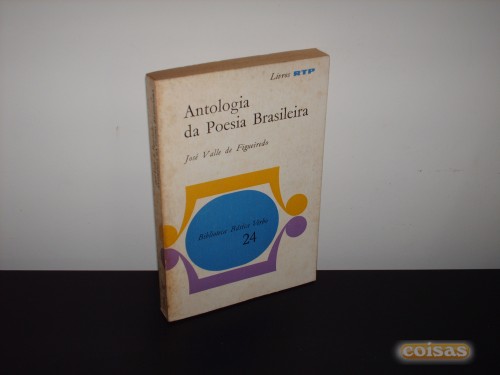 Livros RTP
Antologia
da Poesia Brasileira
José Valle de Figueiredo
Biblioteca Básica Verbo
24
coisas